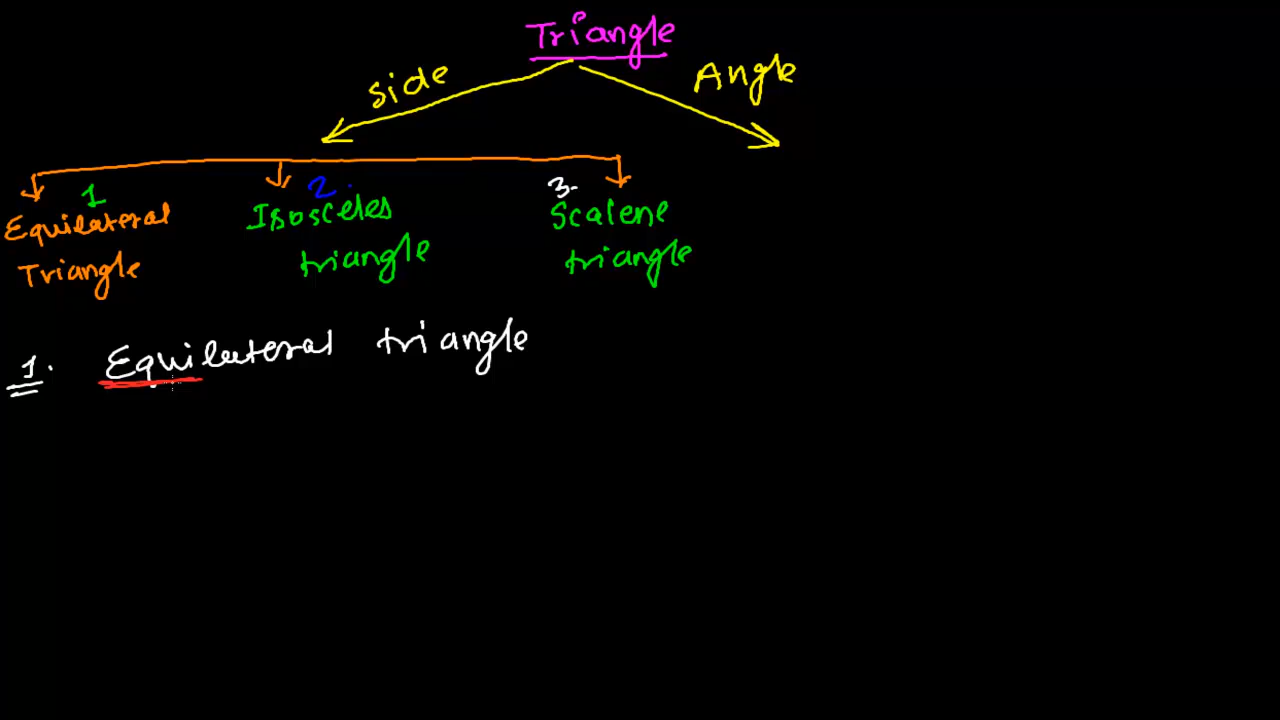 Triangle
side
Angle
1
2.
3.
Equilateral
Triangle
Isosceles
triangle
Scalene
triangle
1. Equilateral triangle